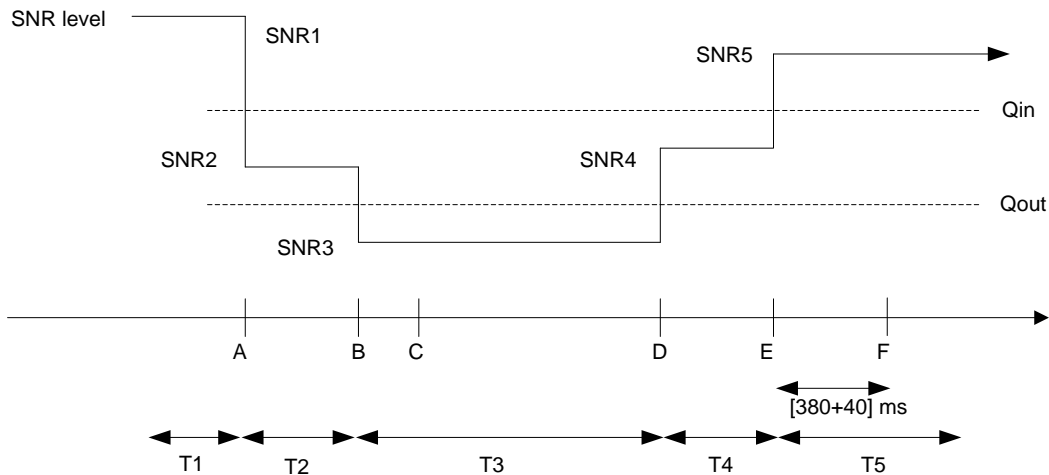 SNR level
SNR1
SNR5
Qin
SNR2
SNR4
Qout
SNR3
A B C D E F
[380+40] ms
T1 T2 T3 T4 T5